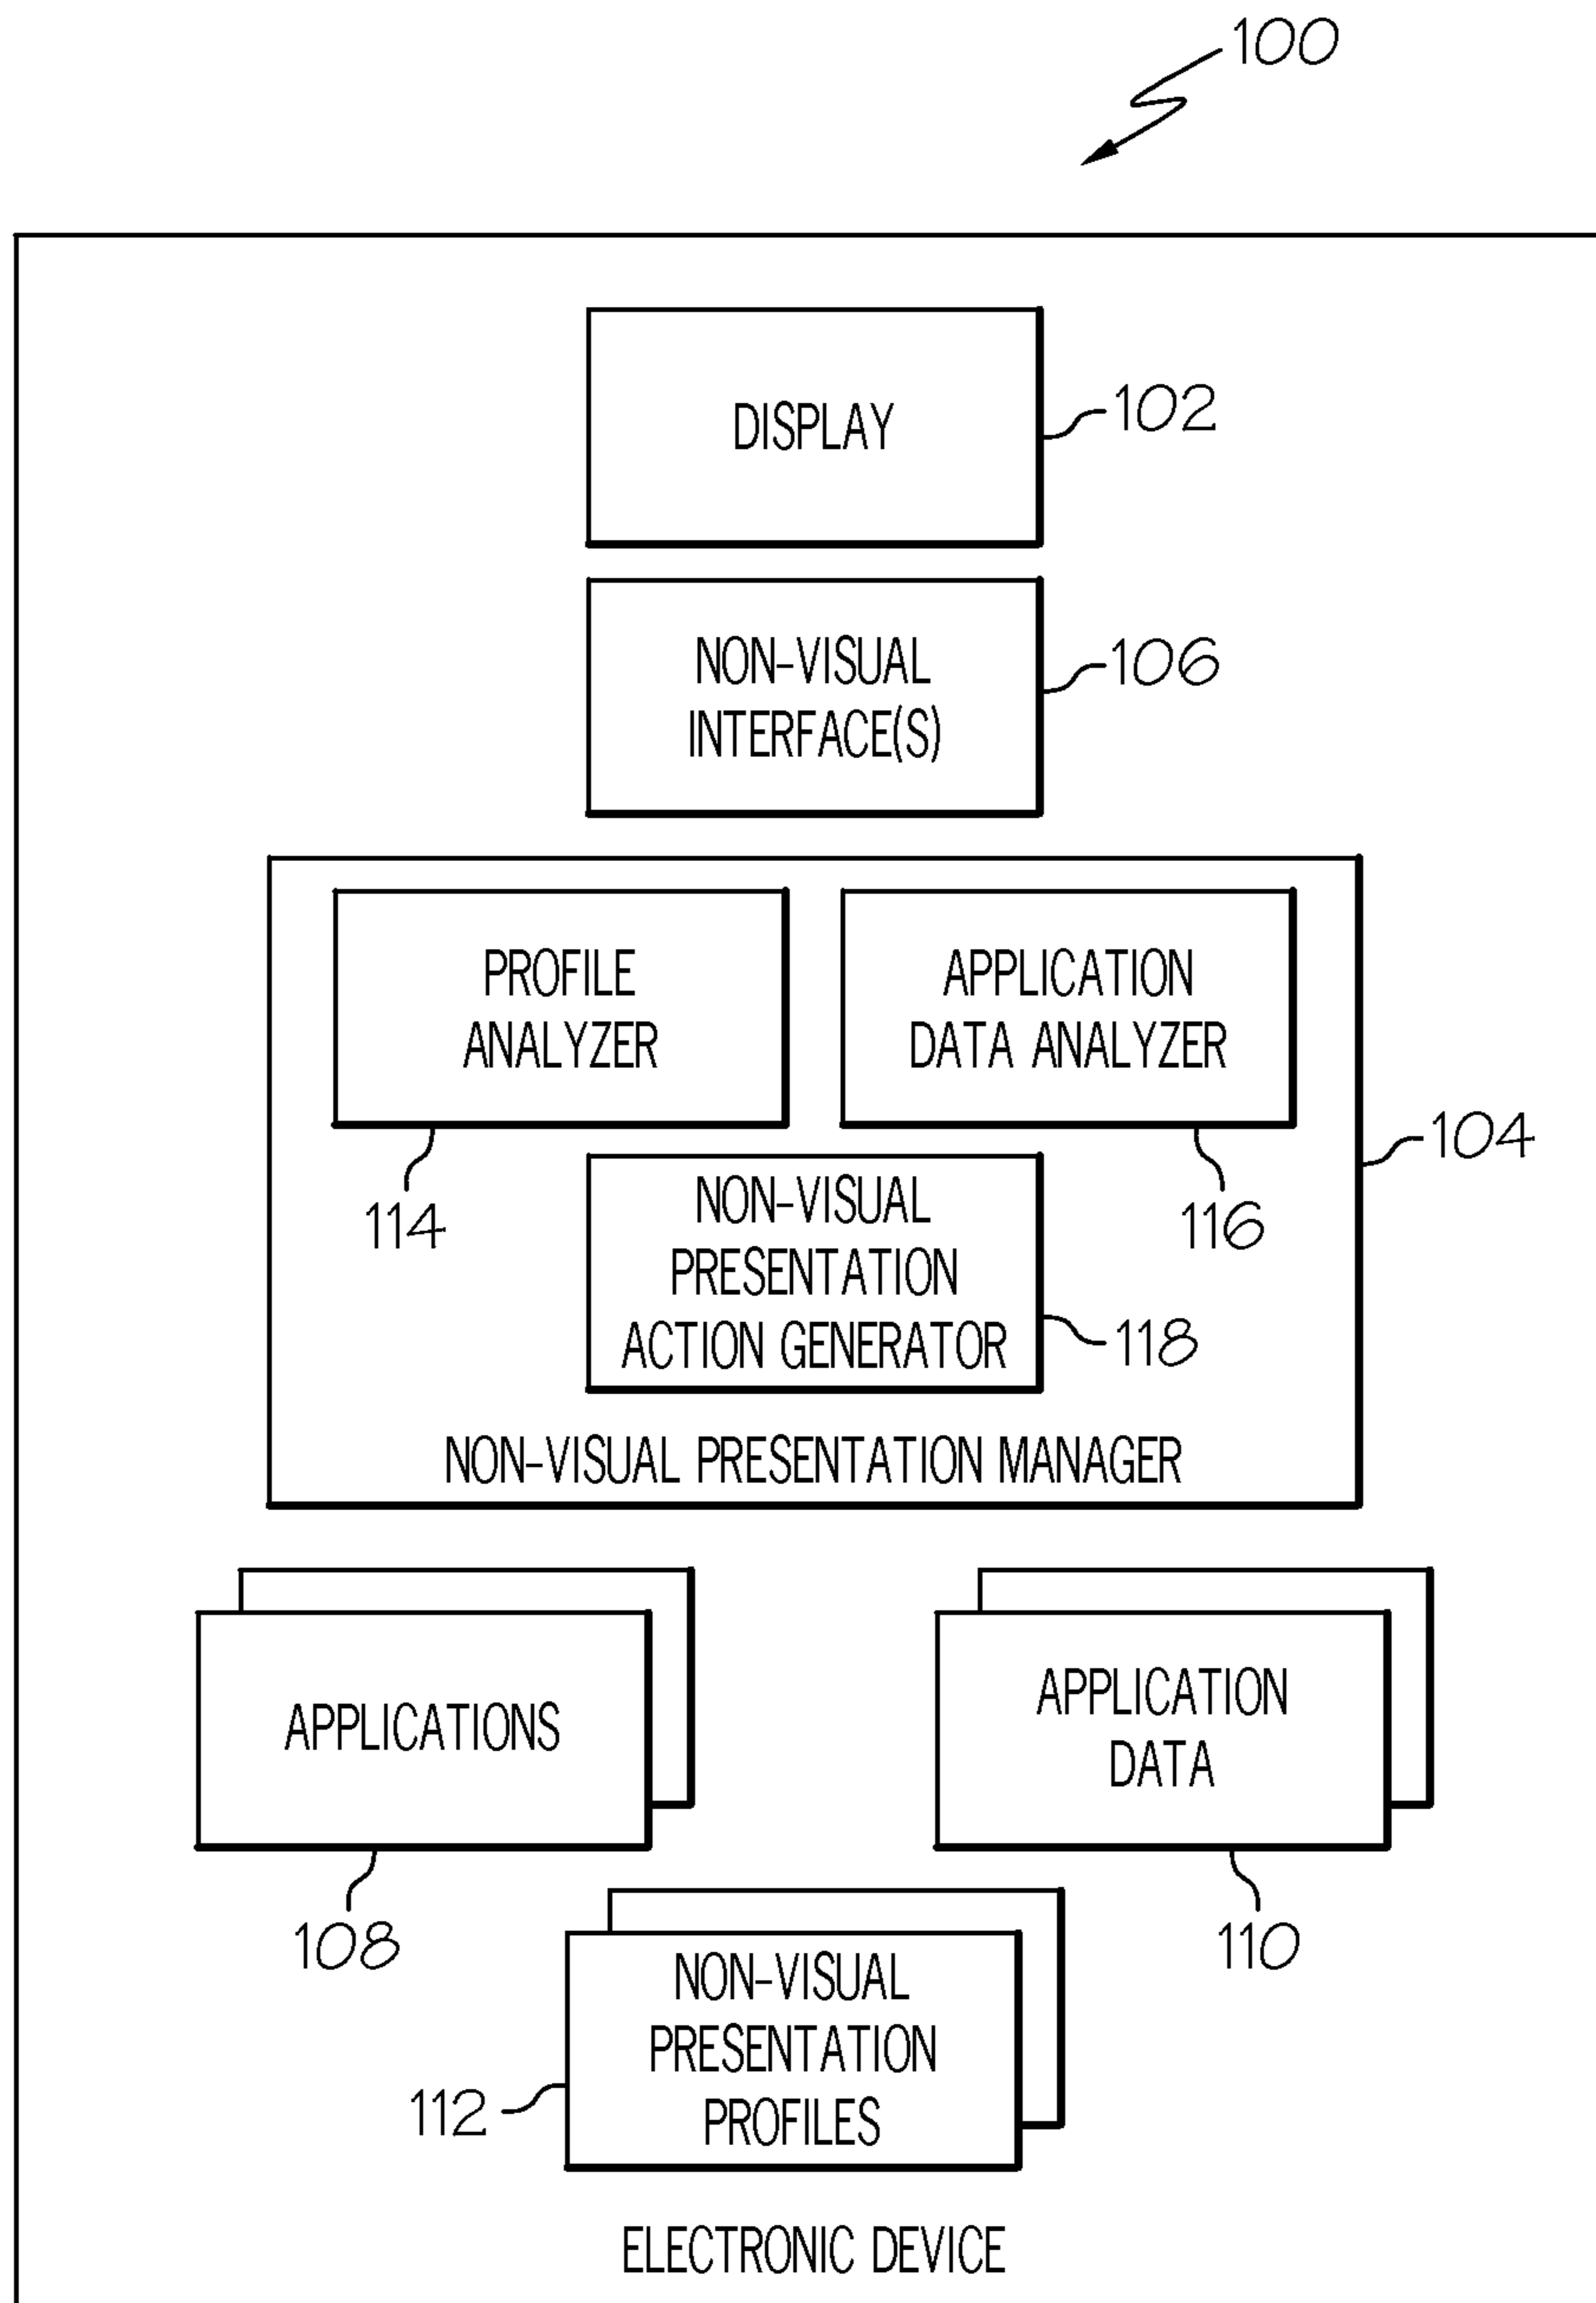 100
DISPLAY
102
NON-VISUAL
INTERFACE(S)
106
PROFILE
ANALYZER
APPLICATION
DATA ANALYZER
104
114
116
NON-VISUAL
PRESENTATION
ACTION GENERATOR
118
NON-VISUAL PRESENTATION MANAGER
APPLICATIONS
APPLICATION
DATA
108
110
NON-VISUAL
PRESENTATION
PROFILES
112
ELECTRONIC DEVICE